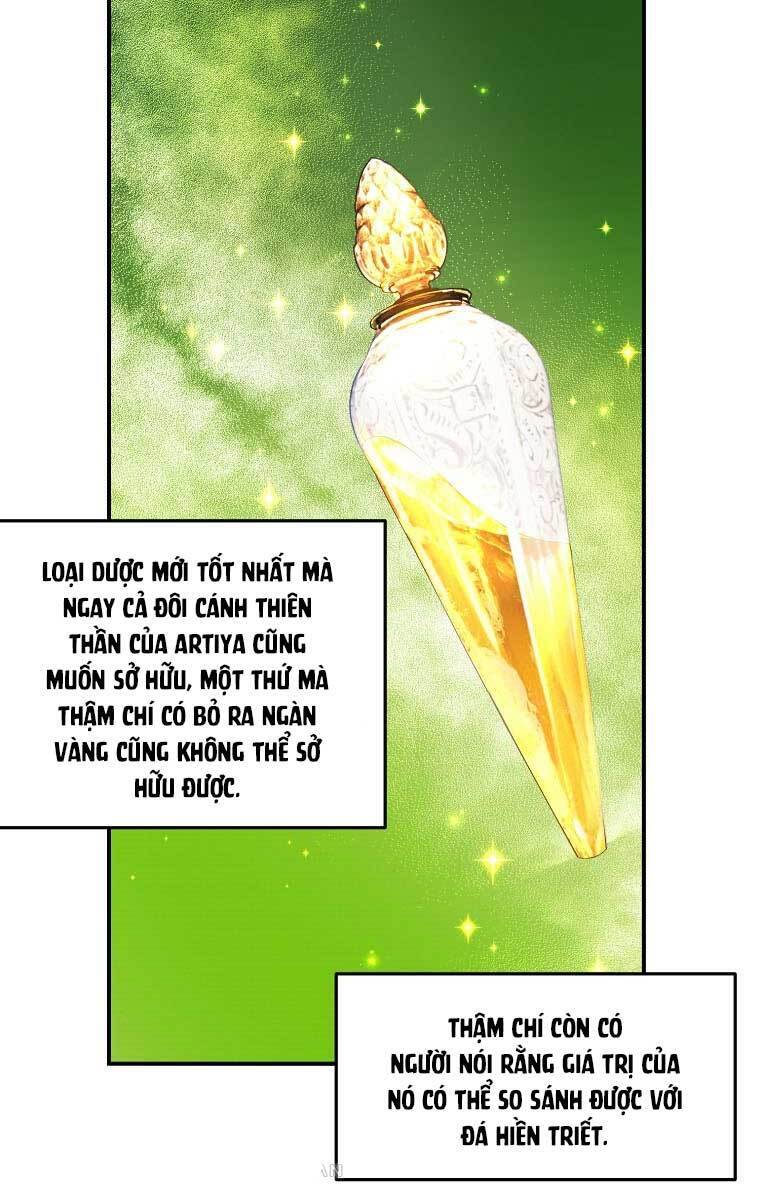 LOẠI DƯỢC MỚI TỐT NHẤT MÀ
NGAY CẢ ĐÔI CÁNH THIÊN
THẦN CỦA ARTIYA CŨNG
MUỐN SỞ HỮU, MỘT THỨ MÀ
THẬM CHÍ CÓ BỎ RA NGÀN
VÀNG CŨNG KHÔNG THỂ SỞ
HỮU ĐƯỢC.
THẬM CHÍ CÒN CÓ
NGƯỜI NÓI RẰNG GIÁ TRỊ CỦA
NÓ CÓ THỂ SO SÁNH ĐƯỢC VỚI
ĐÁ HIỀN TRIẾT.